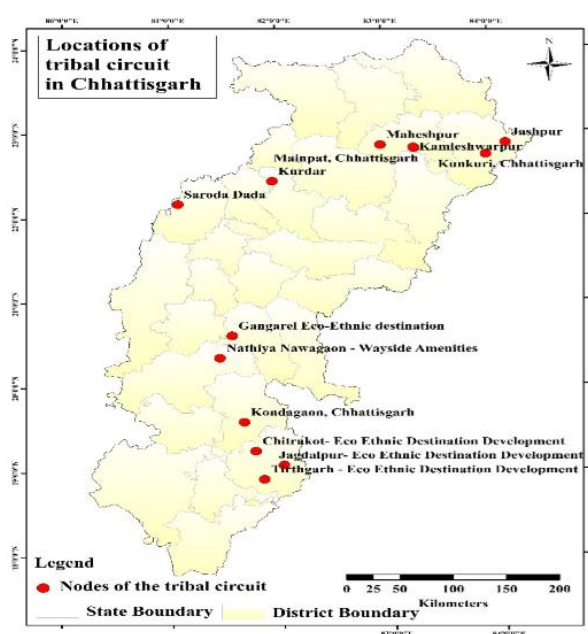 Locations of
tribal circuit
in Chhattisgarh
N
Maheshpur
Jashpur
Kamleshwarpur
Mainpat, Chhattisgarh
Kunkuri, Chhattisgarh
Kurdar
Saroda Dada
Gangarel Eco-Ethnic destination
Nathiya Nawagaon - Wayside Amenities
Kondagaon, Chhattisgarh
Chitrakot- Eco Ethnic Destination Development
Jagdalpur- Eco Ethnic Destination Development
Tirthgarh - Eco Ethnic Destination Development
Legend
Nodes of the tribal circuit
State Boundary
District Boundary
0 25 50 100 150 200
Kilometers